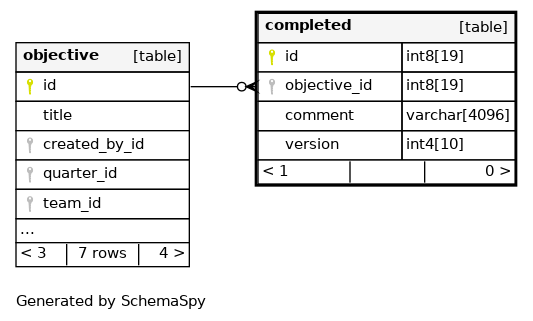 objective [table]
id
title
created_by_id
quarter_id
team_id
...
< 3 7 rows 4 >
completed [table]
id int8[19]
objective_id int8[19]
comment varchar[4096]
version int4[10]
< 1 0 >
Generated by SchemaSpy